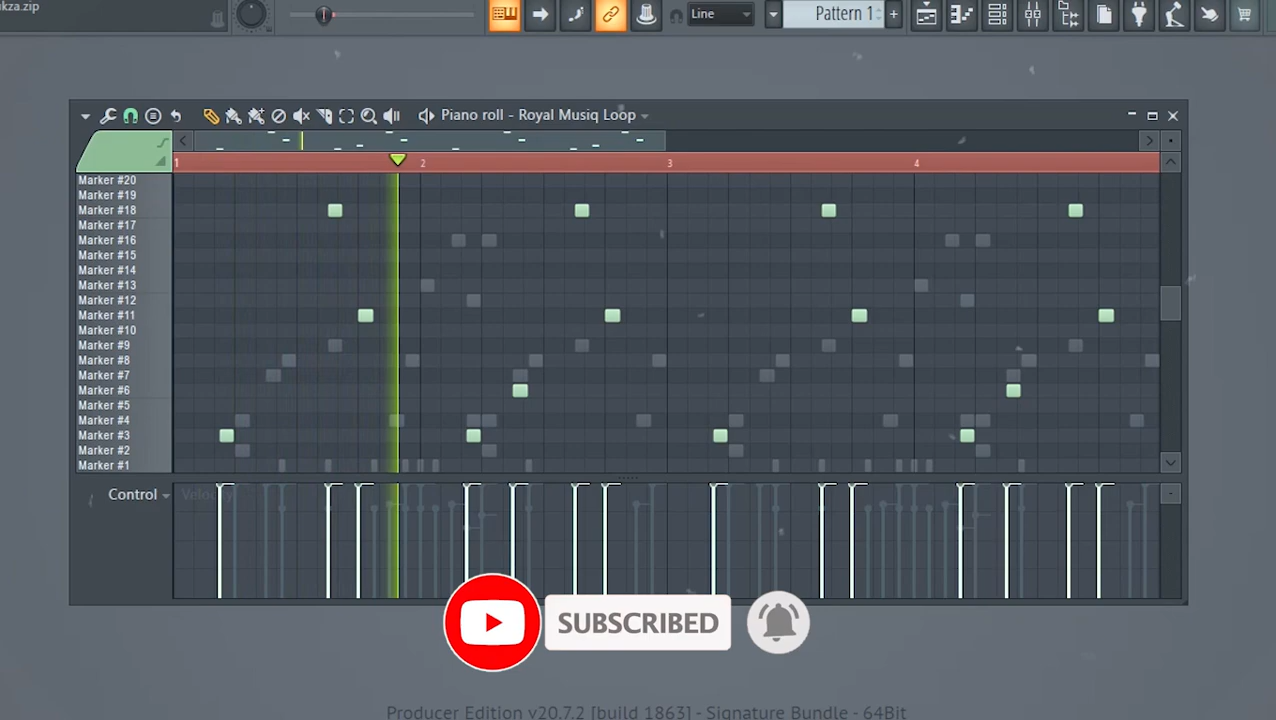 ukza.zip
Line
Pattern 1
Piano roll - Royal Musiq Loop
1 2 3 4
Marker #20
Marker #19
Marker #18
Marker #17
Marker #16
Marker #15
Marker #14
Marker #13
Marker #12
Marker #11
Marker #10
Marker #9
Marker #8
Marker #7
Marker #6
Marker #5
Marker #4
Marker #3
Marker #2
Marker #1
Control Velocity
SUBSCRIBED
Producer Edition v20.7.2 [build 1863] - Signature Bundle - 64Bit